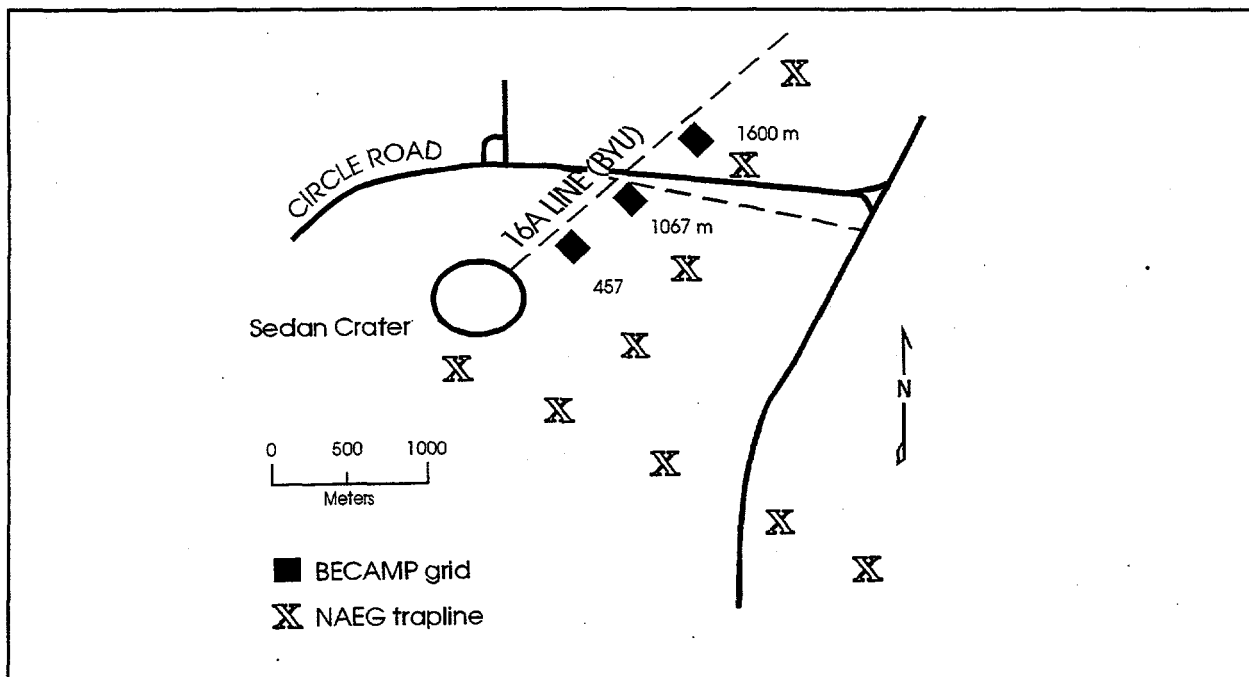 1600 m
CIRCLE ROAD
16A LINE (BYU)
1067 m
457
Sedan Crater
N
0 500 1000
Meters
BECAMP grid
X NAEG trapline